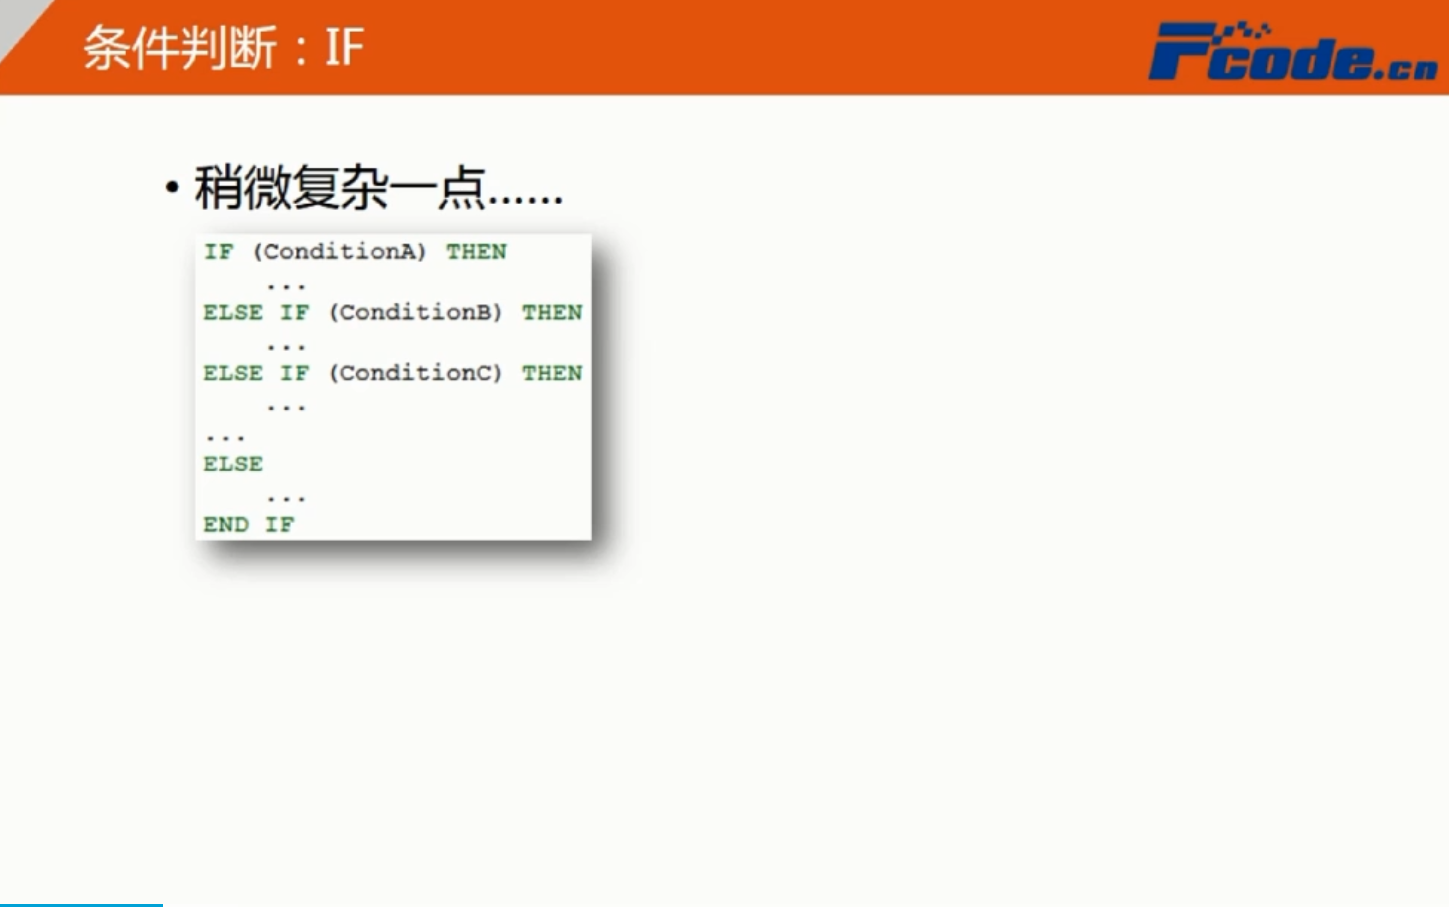 条件判断：IF
Fcode.cn
• 稍微复杂一点……
IF (ConditionA) THEN
...
ELSE IF (ConditionB) THEN
...
ELSE IF (ConditionC) THEN
...
...
ELSE
...
END IF